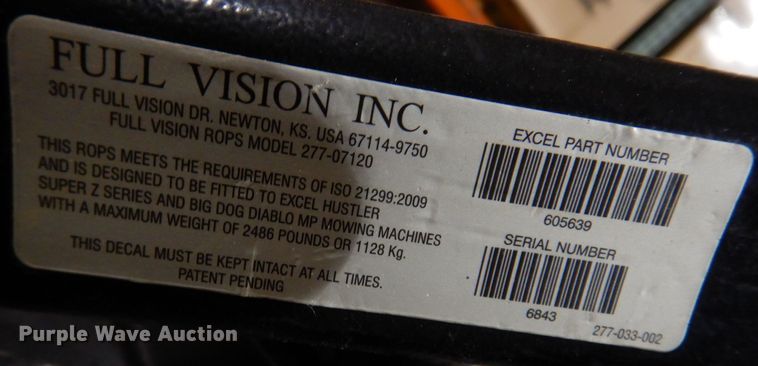 FULL VISION INC.
3017 FULL VISION DR. NEWTON, KS. USA 67114-9750
FULL VISION ROPS MODEL 277-07120
THIS ROPS MEETS THE REQUIREMENTS OF ISO 21299:2009
AND IS DESIGNED TO BE FITTED TO EXCEL HUSTLER
SUPER Z SERIES AND BIG DOG DIABLO MP MOWING MACHINES
WITH A MAXIMUM WEIGHT OF 2486 POUNDS OR 1128 Kg.
THIS DECAL MUST BE KEPT INTACT AT ALL TIMES.
PATENT PENDING
EXCEL PART NUMBER
605639
SERIAL NUMBER
6843
277-033-002
Purple Wave Auction